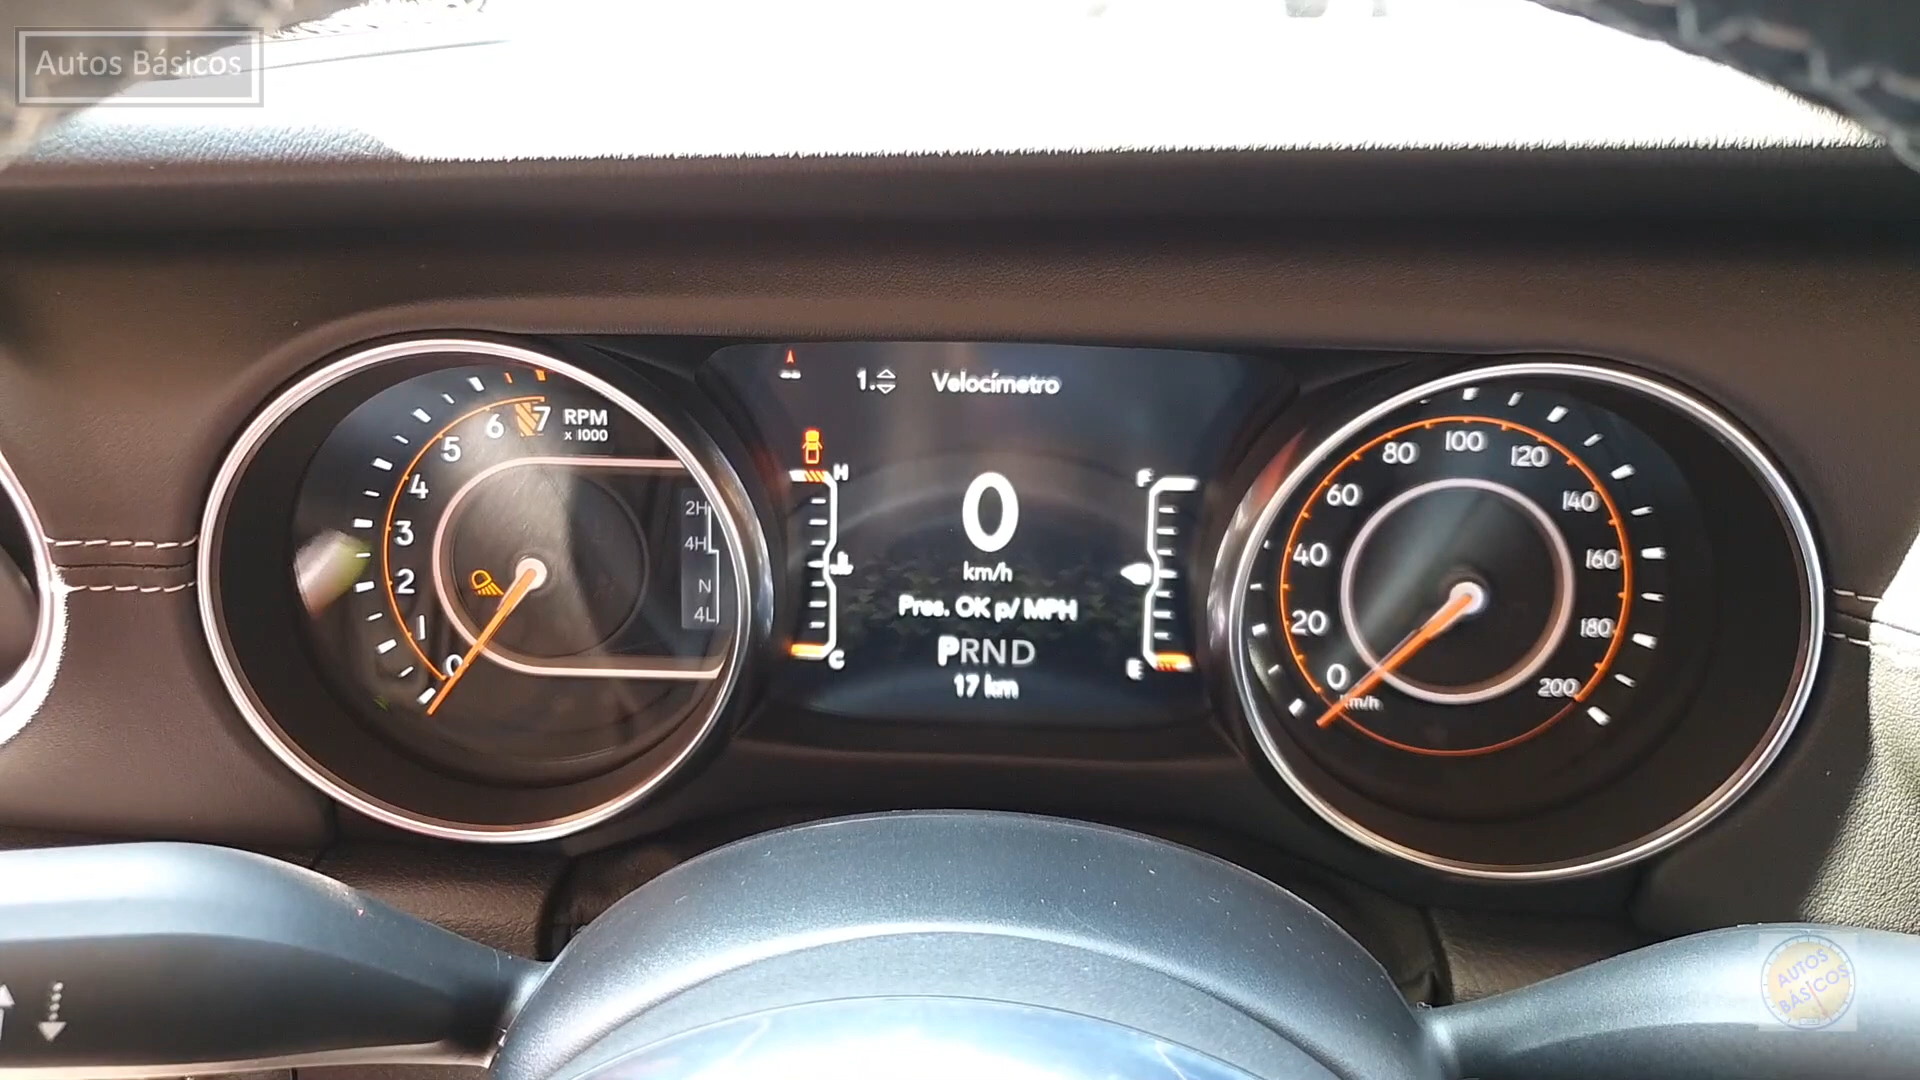 Autos Básicos
1. Velocímetro
RPM
x 1000
0 1 2 3 4 5 6 7
2H
4H
N
4L
H
C
0
km/h
Pres. OK p/ MPH
PRND
17 km
F
E
0 20 40 60 80 100 120 140 160 180 200
km/h
AUTOS
BÁSICOS